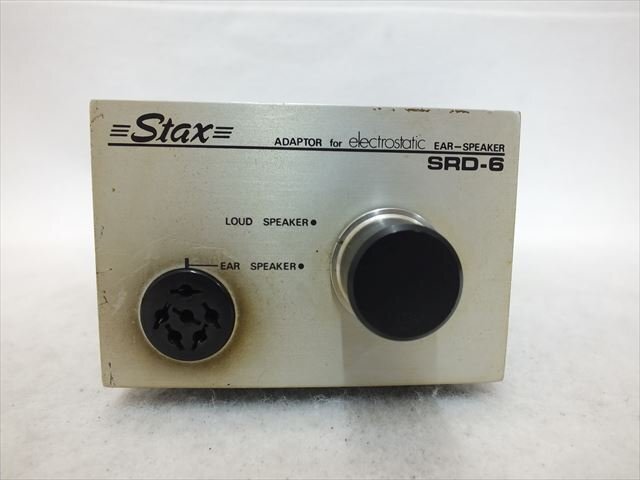 Stax
ADAPTOR for electrostatic EAR-SPEAKER
SRD-6
LOUD SPEAKER
EAR SPEAKER